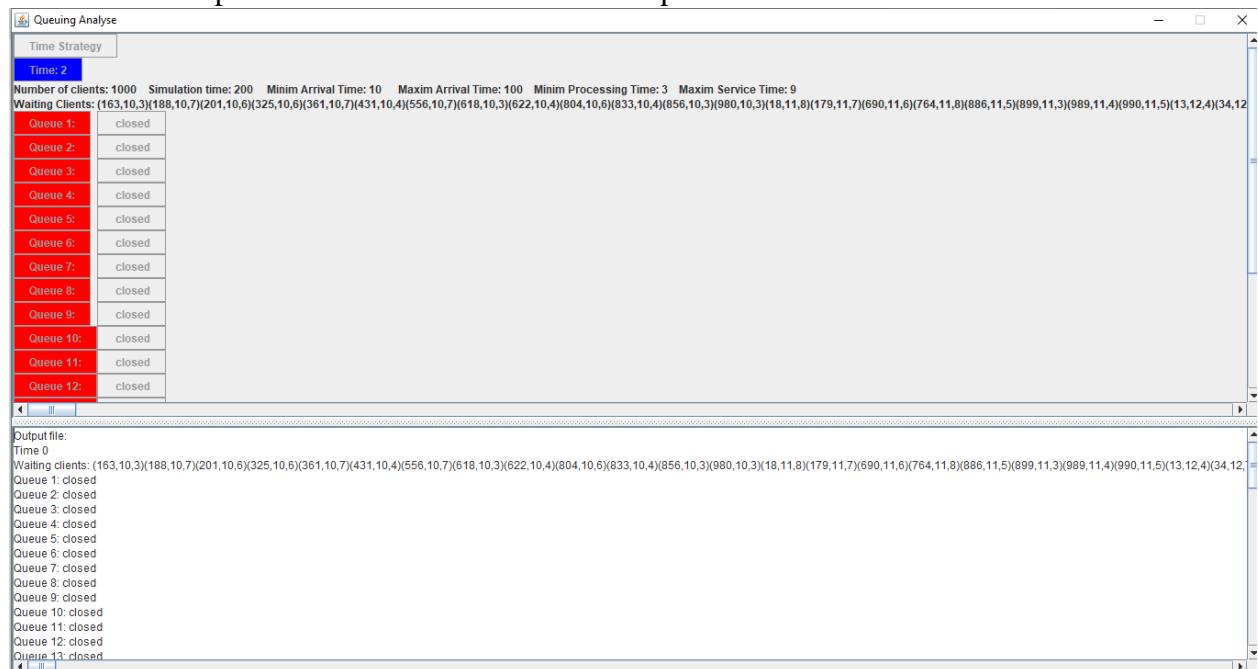 Queuing Analyse
Time Strategy
Time: 2
Number of clients: 1000 Simulation time: 200 Minim Arrival Time: 10 Maxim Arrival Time: 100 Minim Processing Time: 3 Maxim Service Time: 9
Waiting Clients: (163,10,3)(188,10,7)(201,10,6)(325,10,6)(361,10,7)(431,10,4)(556,10,7)(618,10,3)(622,10,4)(804,10,6)(833,10,4)(856,10,3)(980,10,3)(18,11,8)(179,11,7)(690,11,6)(764,11,8)(886,11,5)(899,11,3)(989,11,4)(990,11,5)(13,12,4)(34,12
Queue 1: closed
Queue 2: closed
Queue 3: closed
Queue 4: closed
Queue 5: closed
Queue 6: closed
Queue 7: closed
Queue 8: closed
Queue 9: closed
Queue 10: closed
Queue 11: closed
Queue 12: closed
Output file:
Time 0
Waiting clients: (163,10,3)(188,10,7)(201,10,6)(325,10,6)(361,10,7)(431,10,4)(556,10,7)(618,10,3)(622,10,4)(804,10,6)(833,10,4)(856,10,3)(980,10,3)(18,11,8)(179,11,7)(690,11,6)(764,11,8)(886,11,5)(899,11,3)(989,11,4)(990,11,5)(13,12,4)(34,12,
Queue 1: closed
Queue 2: closed
Queue 3: closed
Queue 4: closed
Queue 5: closed
Queue 6: closed
Queue 7: closed
Queue 8: closed
Queue 9: closed
Queue 10: closed
Queue 11: closed
Queue 12: closed
Queue 13: closed